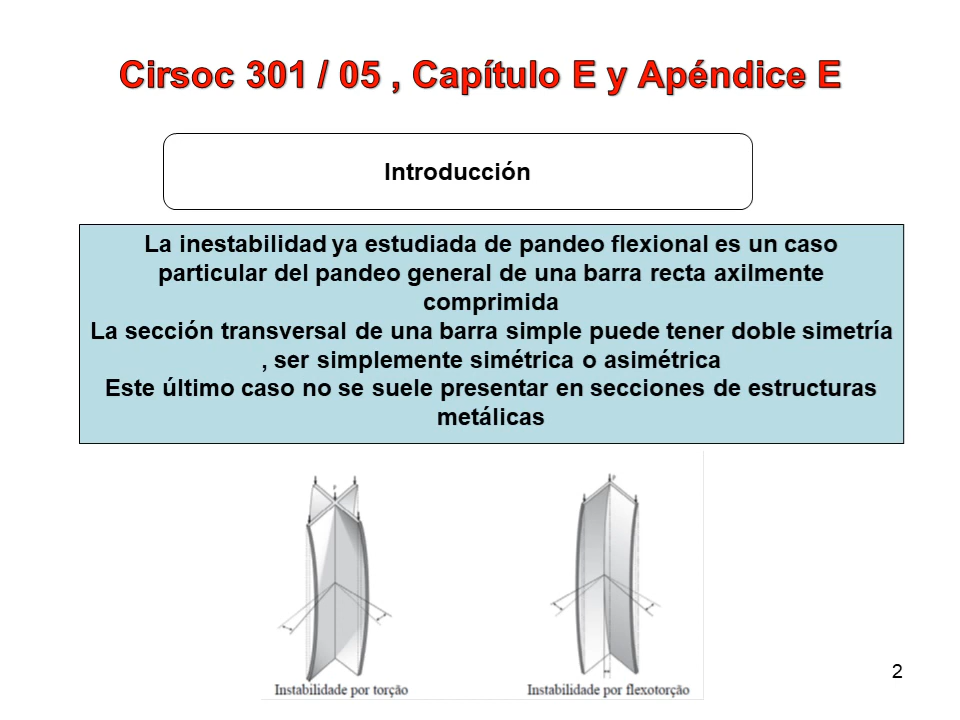 Cirsoc 301 / 05 , Capítulo E y Apéndice E
Introducción
La inestabilidad ya estudiada de pandeo flexional es un caso
particular del pandeo general de una barra recta axilmente
comprimida
La sección transversal de una barra simple puede tener doble simetría
, ser simplemente simétrica o asimétrica
Este último caso no se suele presentar en secciones de estructuras
metálicas
P
P
Instabilidade por torção
Instabilidade por flexotorção
2